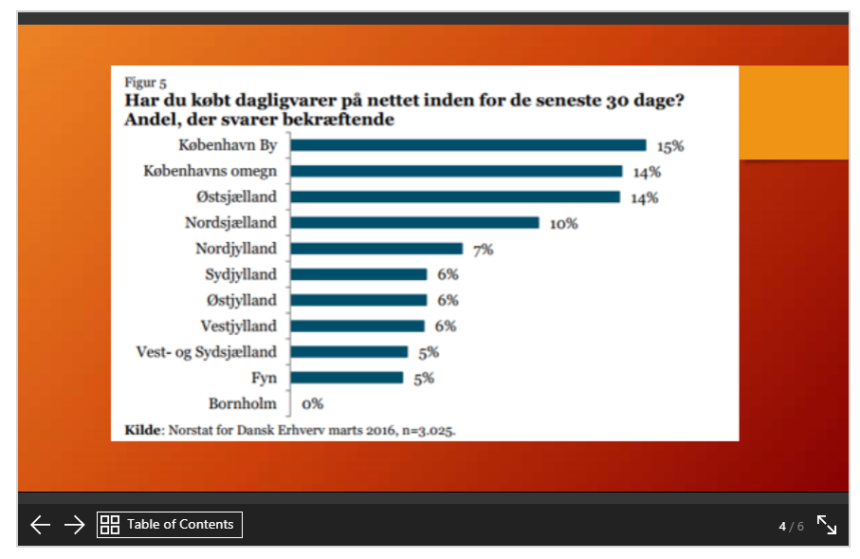 Figur 5
Har du købt dagligvarer på nettet inden for de seneste 30 dage?
Andel, der svarer bekræftende
København By 15%
Københavns omegn 14%
Østsjælland 14%
Nordsjælland 10%
Nordjylland 7%
Sydjylland 6%
Østjylland 6%
Vestjylland 6%
Vest- og Sydsjælland 5%
Fyn 5%
Bornholm 0%
Kilde: Norstat for Dansk Erhverv marts 2016, n=3.025.
Table of Contents
4 / 6